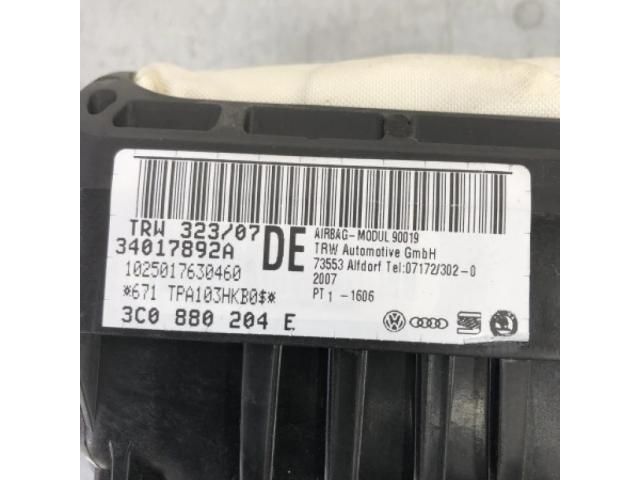 TRW 323/07
34017892A
1025017630460
*671 TPA103HKB0$*
3C0 880 204 E
DE
AIRBAG-MODUL 90019
TRW Automotive GmbH
73553 Alfdorf Tel:07172/302-0
2007
PT1 -1606